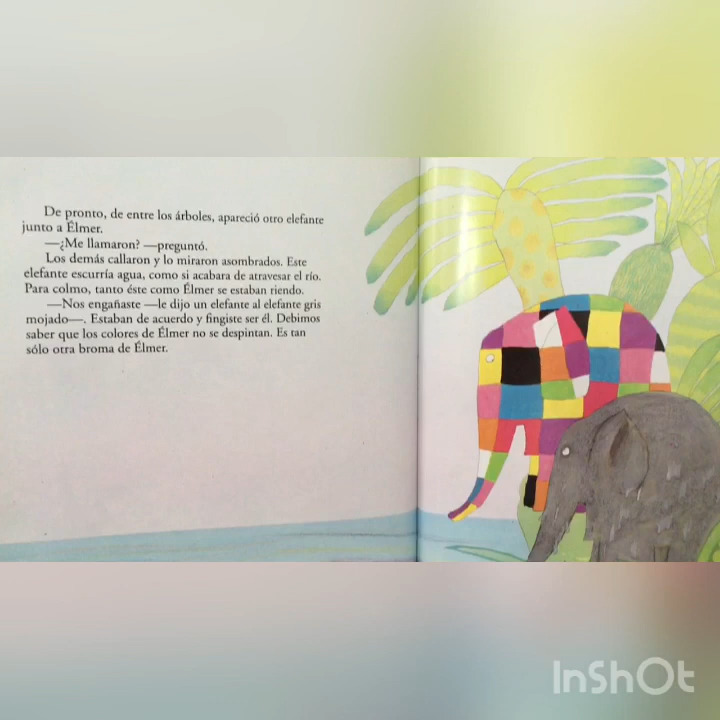 De pronto, de entre los árboles, apareció otro elefante
junto a Élmer.
—¿Me llamaron? —preguntó.
Los demás callaron y lo miraron asombrados. Este
elefante escurría agua, como si acabara de atravesar el río.
Para colmo, tanto éste como Élmer se estaban riendo.
—Nos engañaste —le dijo un elefante al elefante gris
mojado—. Estaban de acuerdo y fingiste ser él. Debimos
saber que los colores de Élmer no se despintan. Es tan
sólo otra broma de Élmer.
InShOt